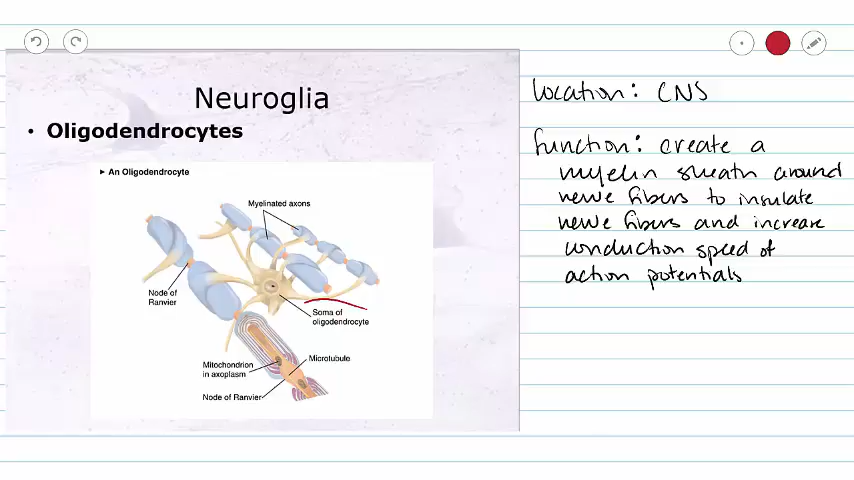 Neuroglia
• Oligodendrocytes
► An Oligodendrocyte
Myelinated axons
Node of
Ranvier
Soma of
oligodendrocyte
Mitochondrion
in axoplasm
Microtubule
Node of Ranvier
location: CNS
function: create a
myelin sheath around
nerve fibers to insulate
nerve fibers and increase
conduction speed of
action potentials